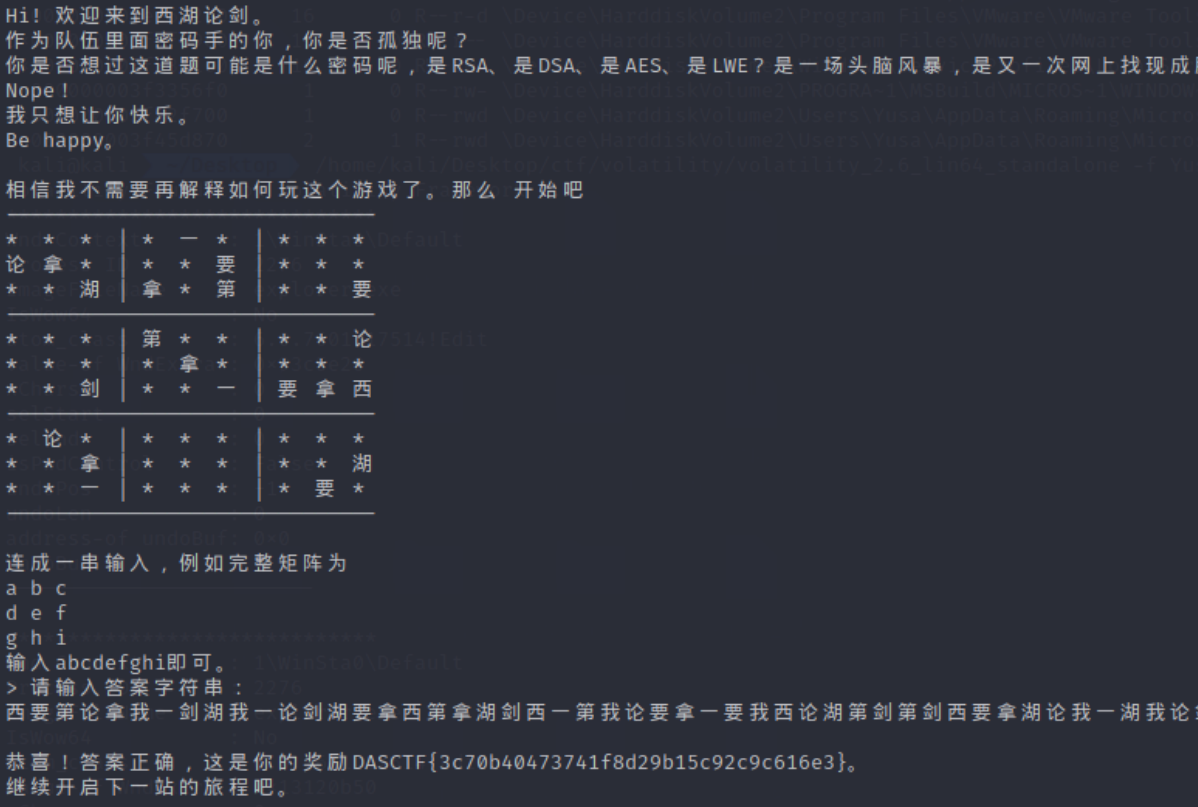 Hi! 欢迎来到西湖论剑。
作为队伍里面密码手的你，你是否孤独呢？
你是否想过这道题可能是什么密码呢，是RSA、是DSA、是AES、是LWE？是一场头脑风暴，是又一次网上找现成
Nope！
我只想让你快乐。
Be happy。
相信我不需要再解释如何玩这个游戏了。那么 开始吧
* * * | * 一 * | * * *
论 拿 * | * * 要 | * * *
* * 湖 | 拿 * 第 | * * 要
* * * | 第 * * | * * 论
* * * | * 拿 * | * * *
* * 剑 | * * 一 | 要 拿 西
* 论 * | * * * | * * *
* * 拿 | * * * | * * 湖
* * 一 | * * * | * 要 *
连成一串输入，例如完整矩阵为
a b c
d e f
g h i
输入abcdefghi即可。
> 请输入答案字符串：
西要第论拿我一剑湖我一论剑湖要拿西第拿湖剑西一第我论要拿一要我西论湖第剑第剑西要拿湖论我一湖我论
恭喜！答案正确，这是你的奖励DASCTF{3c70b40473741f8d29b15c92c9c616e3}。
继续开启下一站的旅程吧。